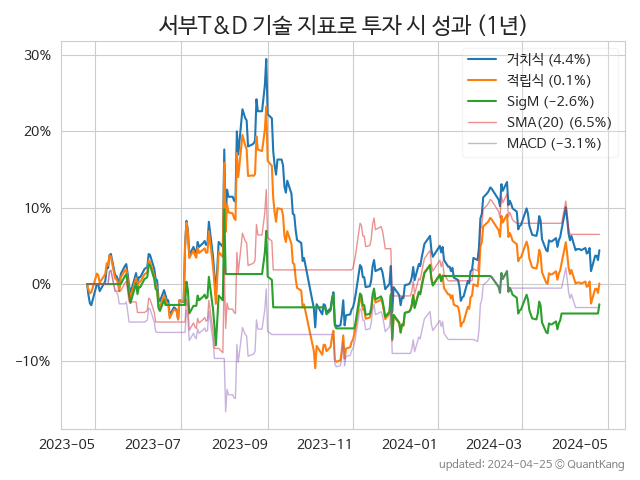 서부T&D 기술 지표로 투자 시 성과 (1년)
거치식 (4.4%)
적립식 (0.1%)
SigM (−2.6%)
SMA(20) (6.5%)
MACD (−3.1%)
30%
20%
10%
0%
−10%
2023-05 2023-07 2023-09 2023-11 2024-01 2024-03 2024-05
updated: 2024-04-25 ⓒ QuantKang